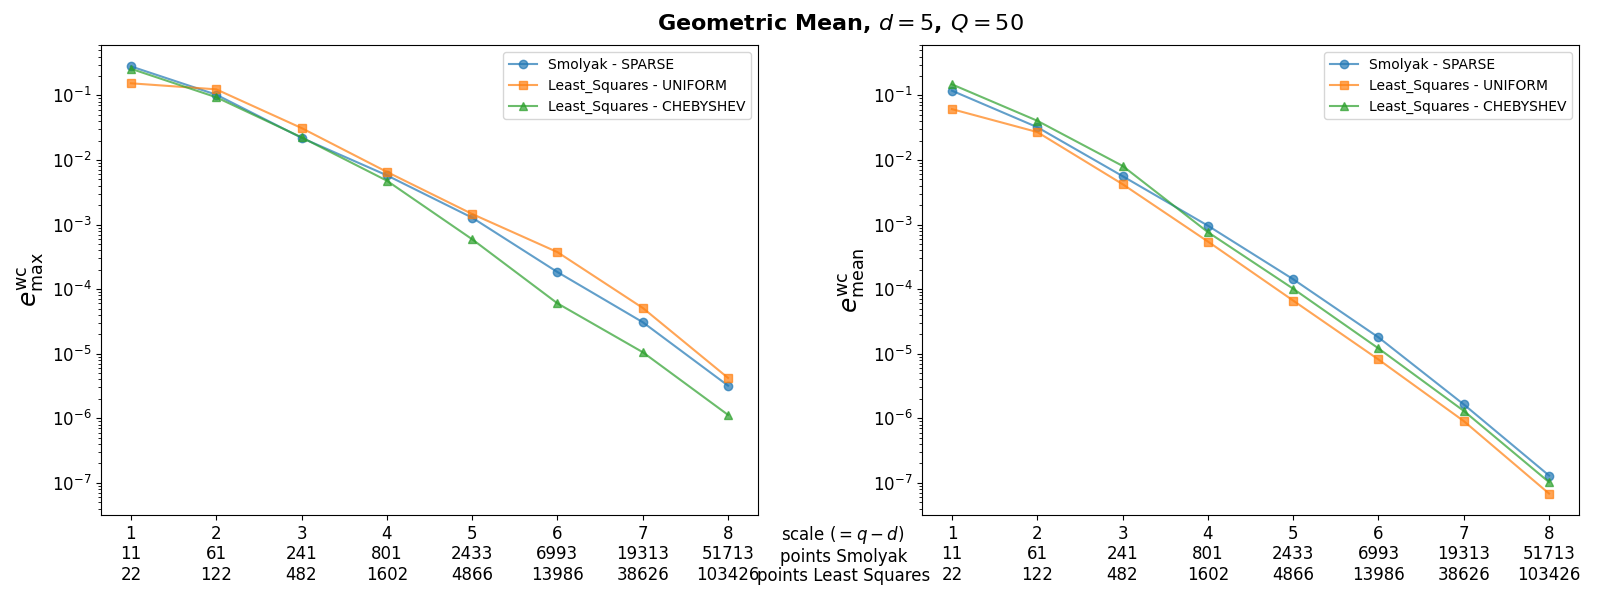 Geometric Mean, d = 5, Q = 50
Smolyak - SPARSE
Least_Squares - UNIFORM
Least_Squares - CHEBYSHEV
10^{-1}
10^{-2}
10^{-3}
10^{-4}
10^{-5}
10^{-6}
10^{-7}
e^{wc}_{max}
1 2 3 4 5 6 7 8
11 61 241 801 2433 6993 19313 51713
22 122 482 1602 4866 13986 38626 103426
scale (= q − d)
points Smolyak
points Least Squares
Smolyak - SPARSE
Least_Squares - UNIFORM
Least_Squares - CHEBYSHEV
10^{-1}
10^{-2}
10^{-3}
10^{-4}
10^{-5}
10^{-6}
10^{-7}
e^{wc}_{mean}
1 2 3 4 5 6 7 8
11 61 241 801 2433 6993 19313 51713
22 122 482 1602 4866 13986 38626 103426